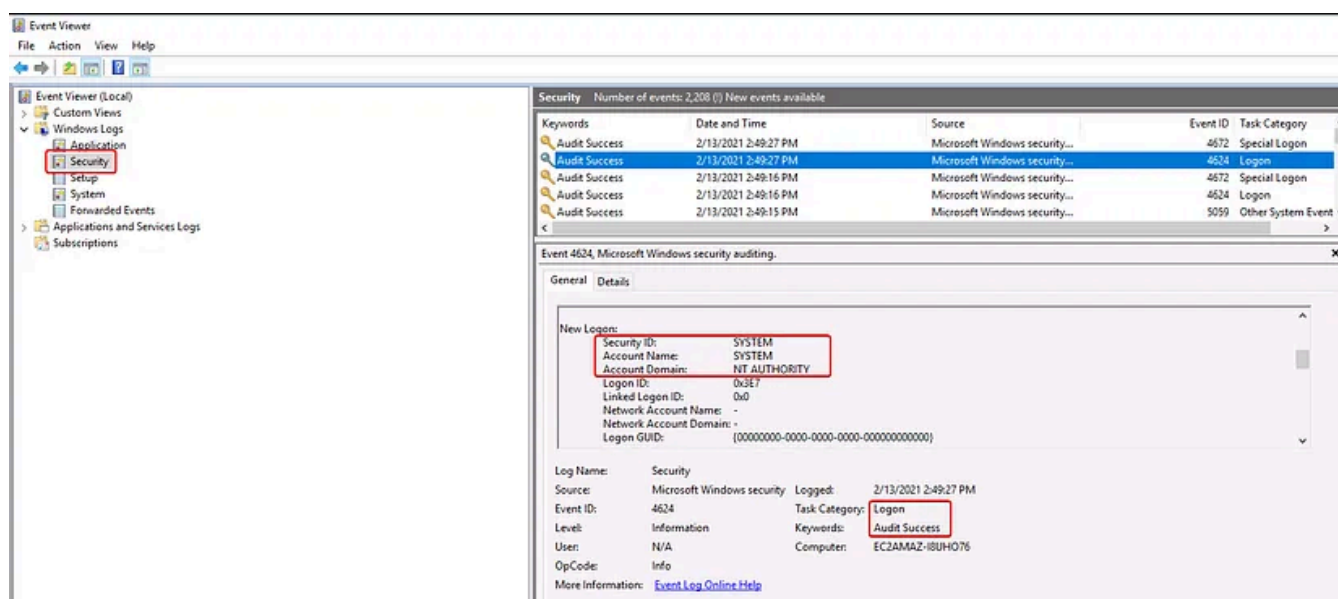 Event Viewer
File Action View Help
Event Viewer (Local)
Custom Views
Windows Logs
Application
Security
Setup
System
Forwarded Events
Applications and Services Logs
Subscriptions
Security Number of events: 2,208 (!) New events available
Keywords Date and Time Source Event ID Task Category
Audit Success 2/13/2021 2:49:27 PM Microsoft Windows security... 4672 Special Logon
Audit Success 2/13/2021 2:49:27 PM Microsoft Windows security... 4624 Logon
Audit Success 2/13/2021 2:49:16 PM Microsoft Windows security... 4672 Special Logon
Audit Success 2/13/2021 2:49:16 PM Microsoft Windows security... 4624 Logon
Audit Success 2/13/2021 2:49:15 PM Microsoft Windows security... 5059 Other System Event
Event 4624, Microsoft Windows security auditing.
General Details
New Logon:
Security ID: SYSTEM
Account Name: SYSTEM
Account Domain: NT AUTHORITY
Logon ID: 0x3E7
Linked Logon ID: 0x0
Network Account Name: -
Network Account Domain: -
Logon GUID: {00000000-0000-0000-0000-000000000000}
Log Name: Security
Source: Microsoft Windows security Logged: 2/13/2021 2:49:27 PM
Event ID: 4624 Task Category: Logon
Level: Information Keywords: Audit Success
User: N/A Computer: EC2AMAZ-I8UHO76
OpCode: Info
More Information: Event Log Online Help